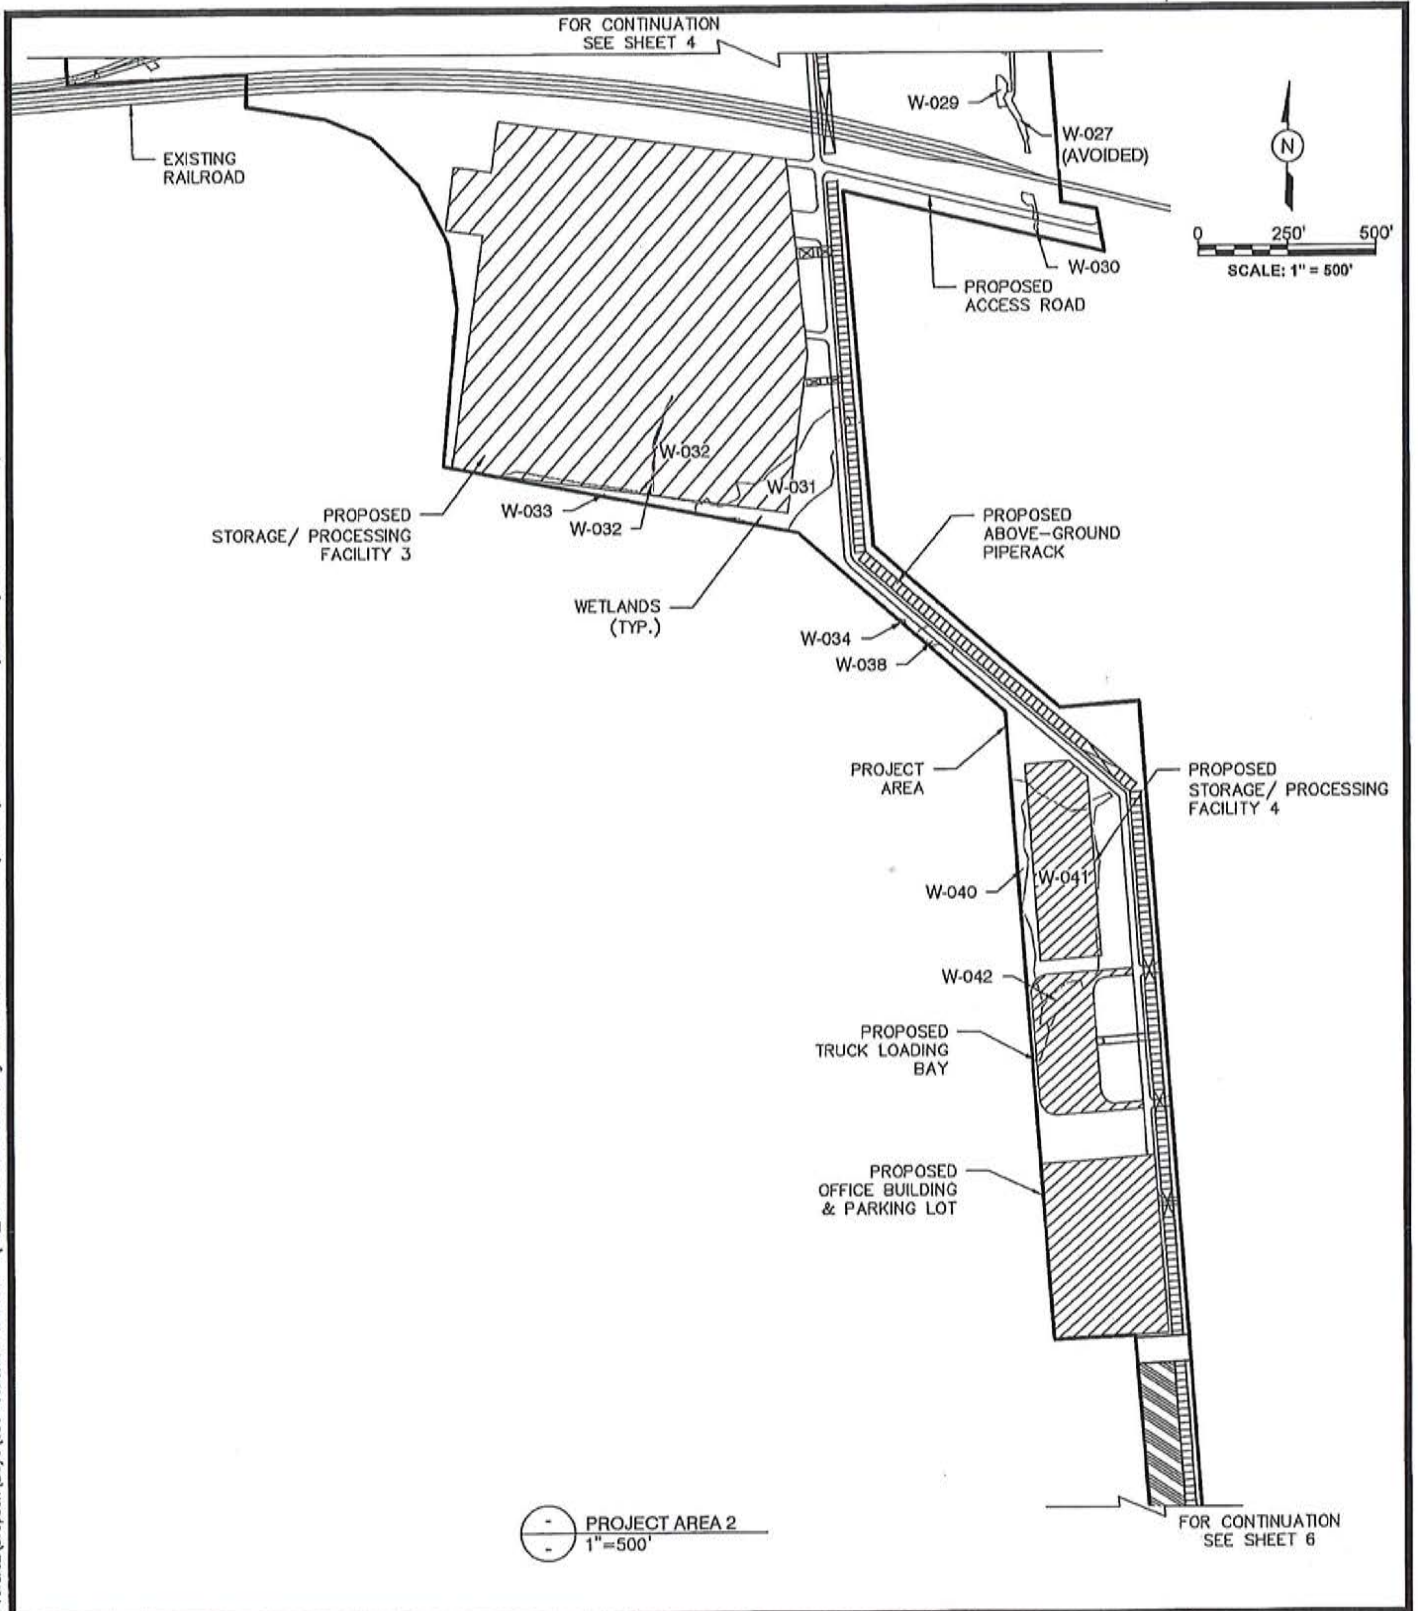 FOR CONTINUATION
SEE SHEET 4
W-029
W-027
(AVOIDED)
N
EXISTING
RAILROAD
0 250' 500'
SCALE: 1" = 500'
W-030
PROPOSED
ACCESS ROAD
W-032
W-031
W-033
W-032
PROPOSED
STORAGE/ PROCESSING
FACILITY 3
PROPOSED
ABOVE-GROUND
PIPERACK
WETLANDS
(TYP.)
W-034
W-038
PROJECT
AREA
PROPOSED
STORAGE/ PROCESSING
FACILITY 4
W-041
W-040
W-042
PROPOSED
TRUCK LOADING
BAY
PROPOSED
OFFICE BUILDING
& PARKING LOT
-
-
PROJECT AREA 2
1"=500'
FOR CONTINUATION
SEE SHEET 6